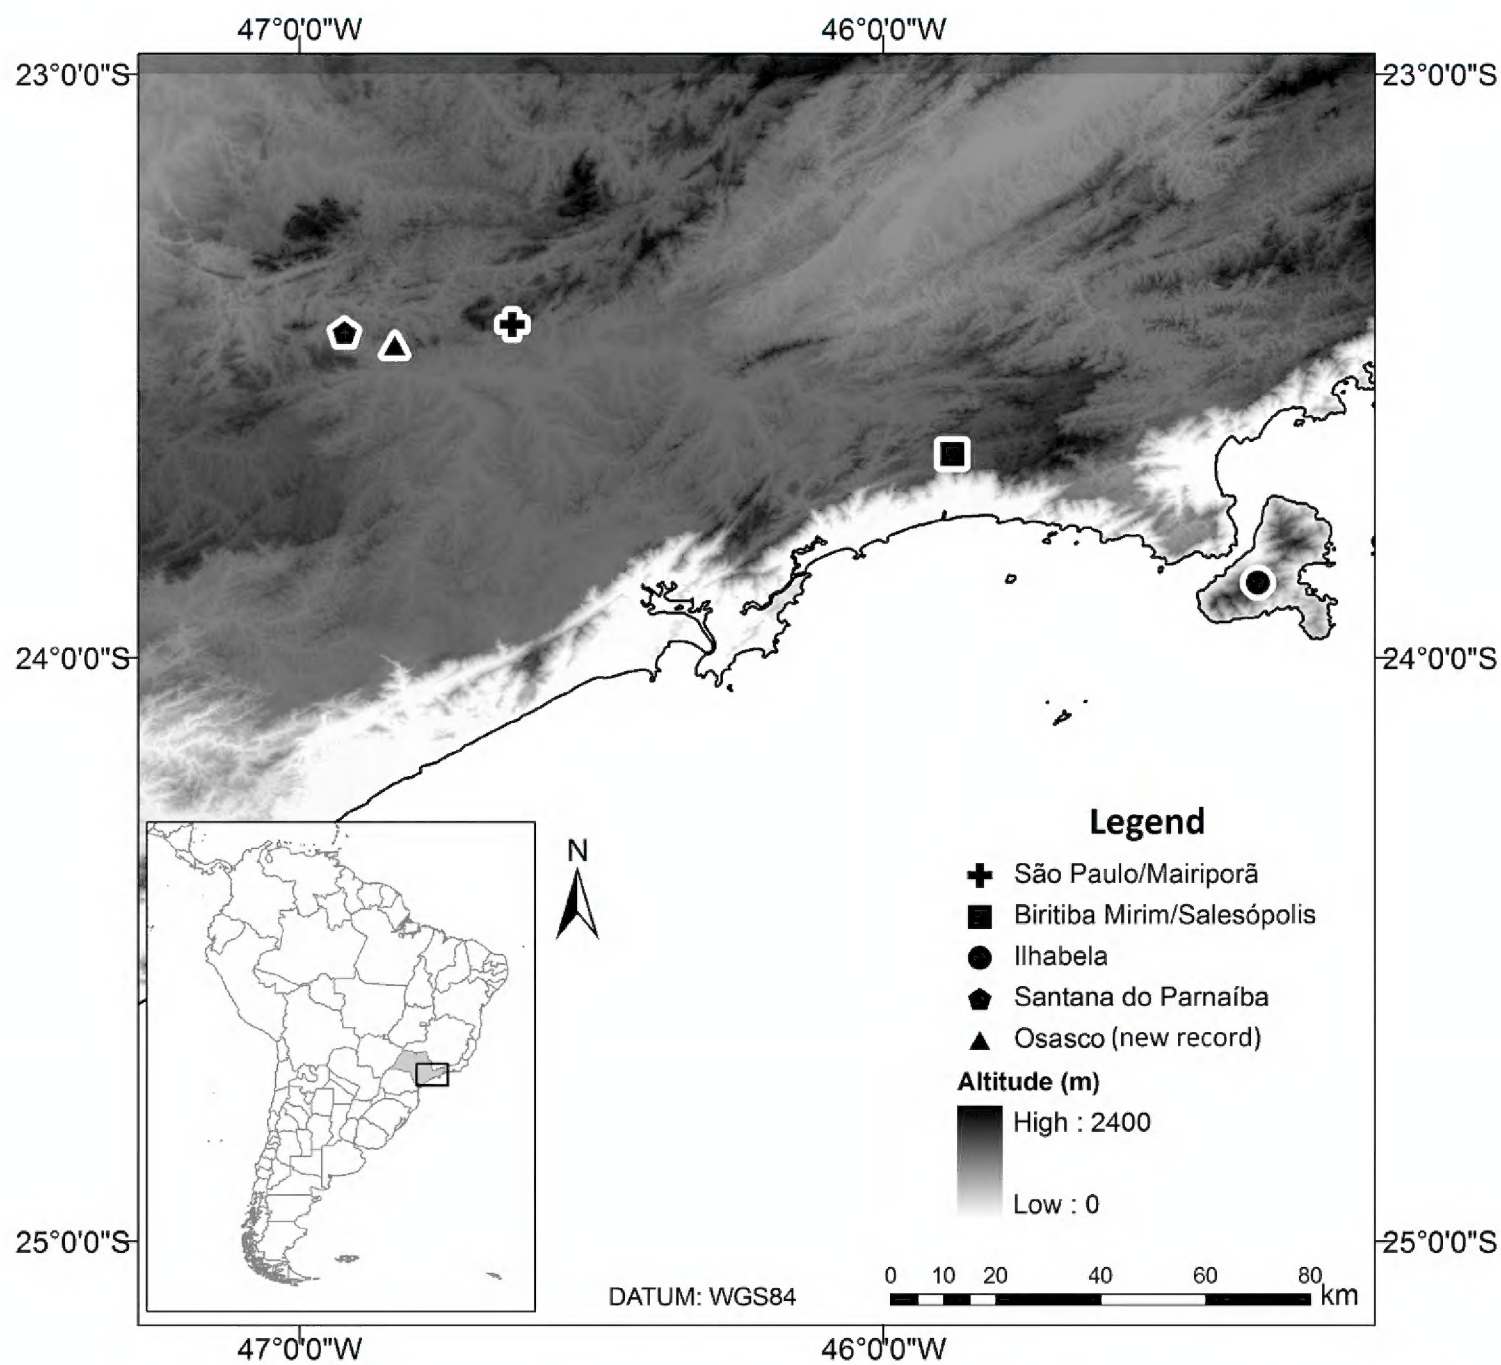 47°0'0"W 46°0'0"W
23°0'0"S 23°0'0"S
24°0'0"S 24°0'0"S
Legend
N
São Paulo/Mairiporã
Biritiba Mirim/Salesópolis
Ilhabela
Santana do Parnaíba
Osasco (new record)
Altitude (m)
High : 2400
Low : 0
25°0'0"S 25°0'0"S
0 10 20 40 60 80
km
DATUM: WGS84
47°0'0"W 46°0'0"W